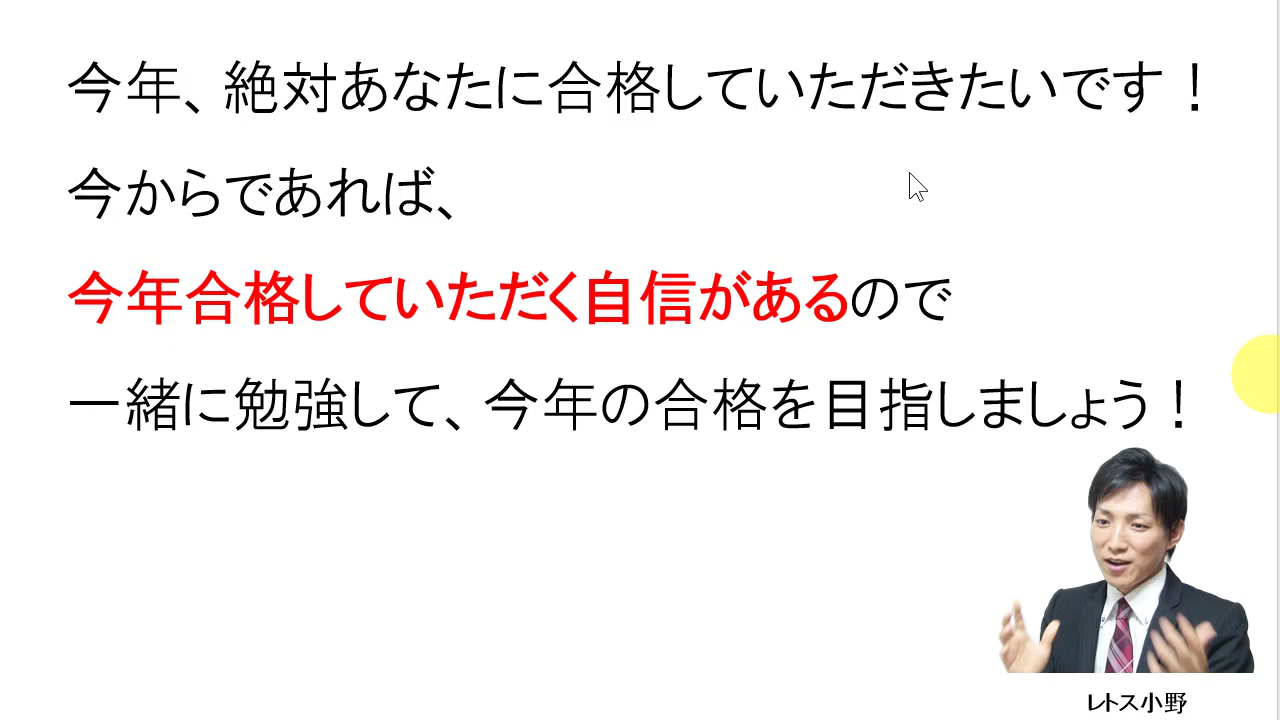 今年、絶対あなたに合格していただきたいです！
今からであれば、
今年合格していただく自信があるので
一緒に勉強して、今年の合格を目指しましょう！
レトス小野